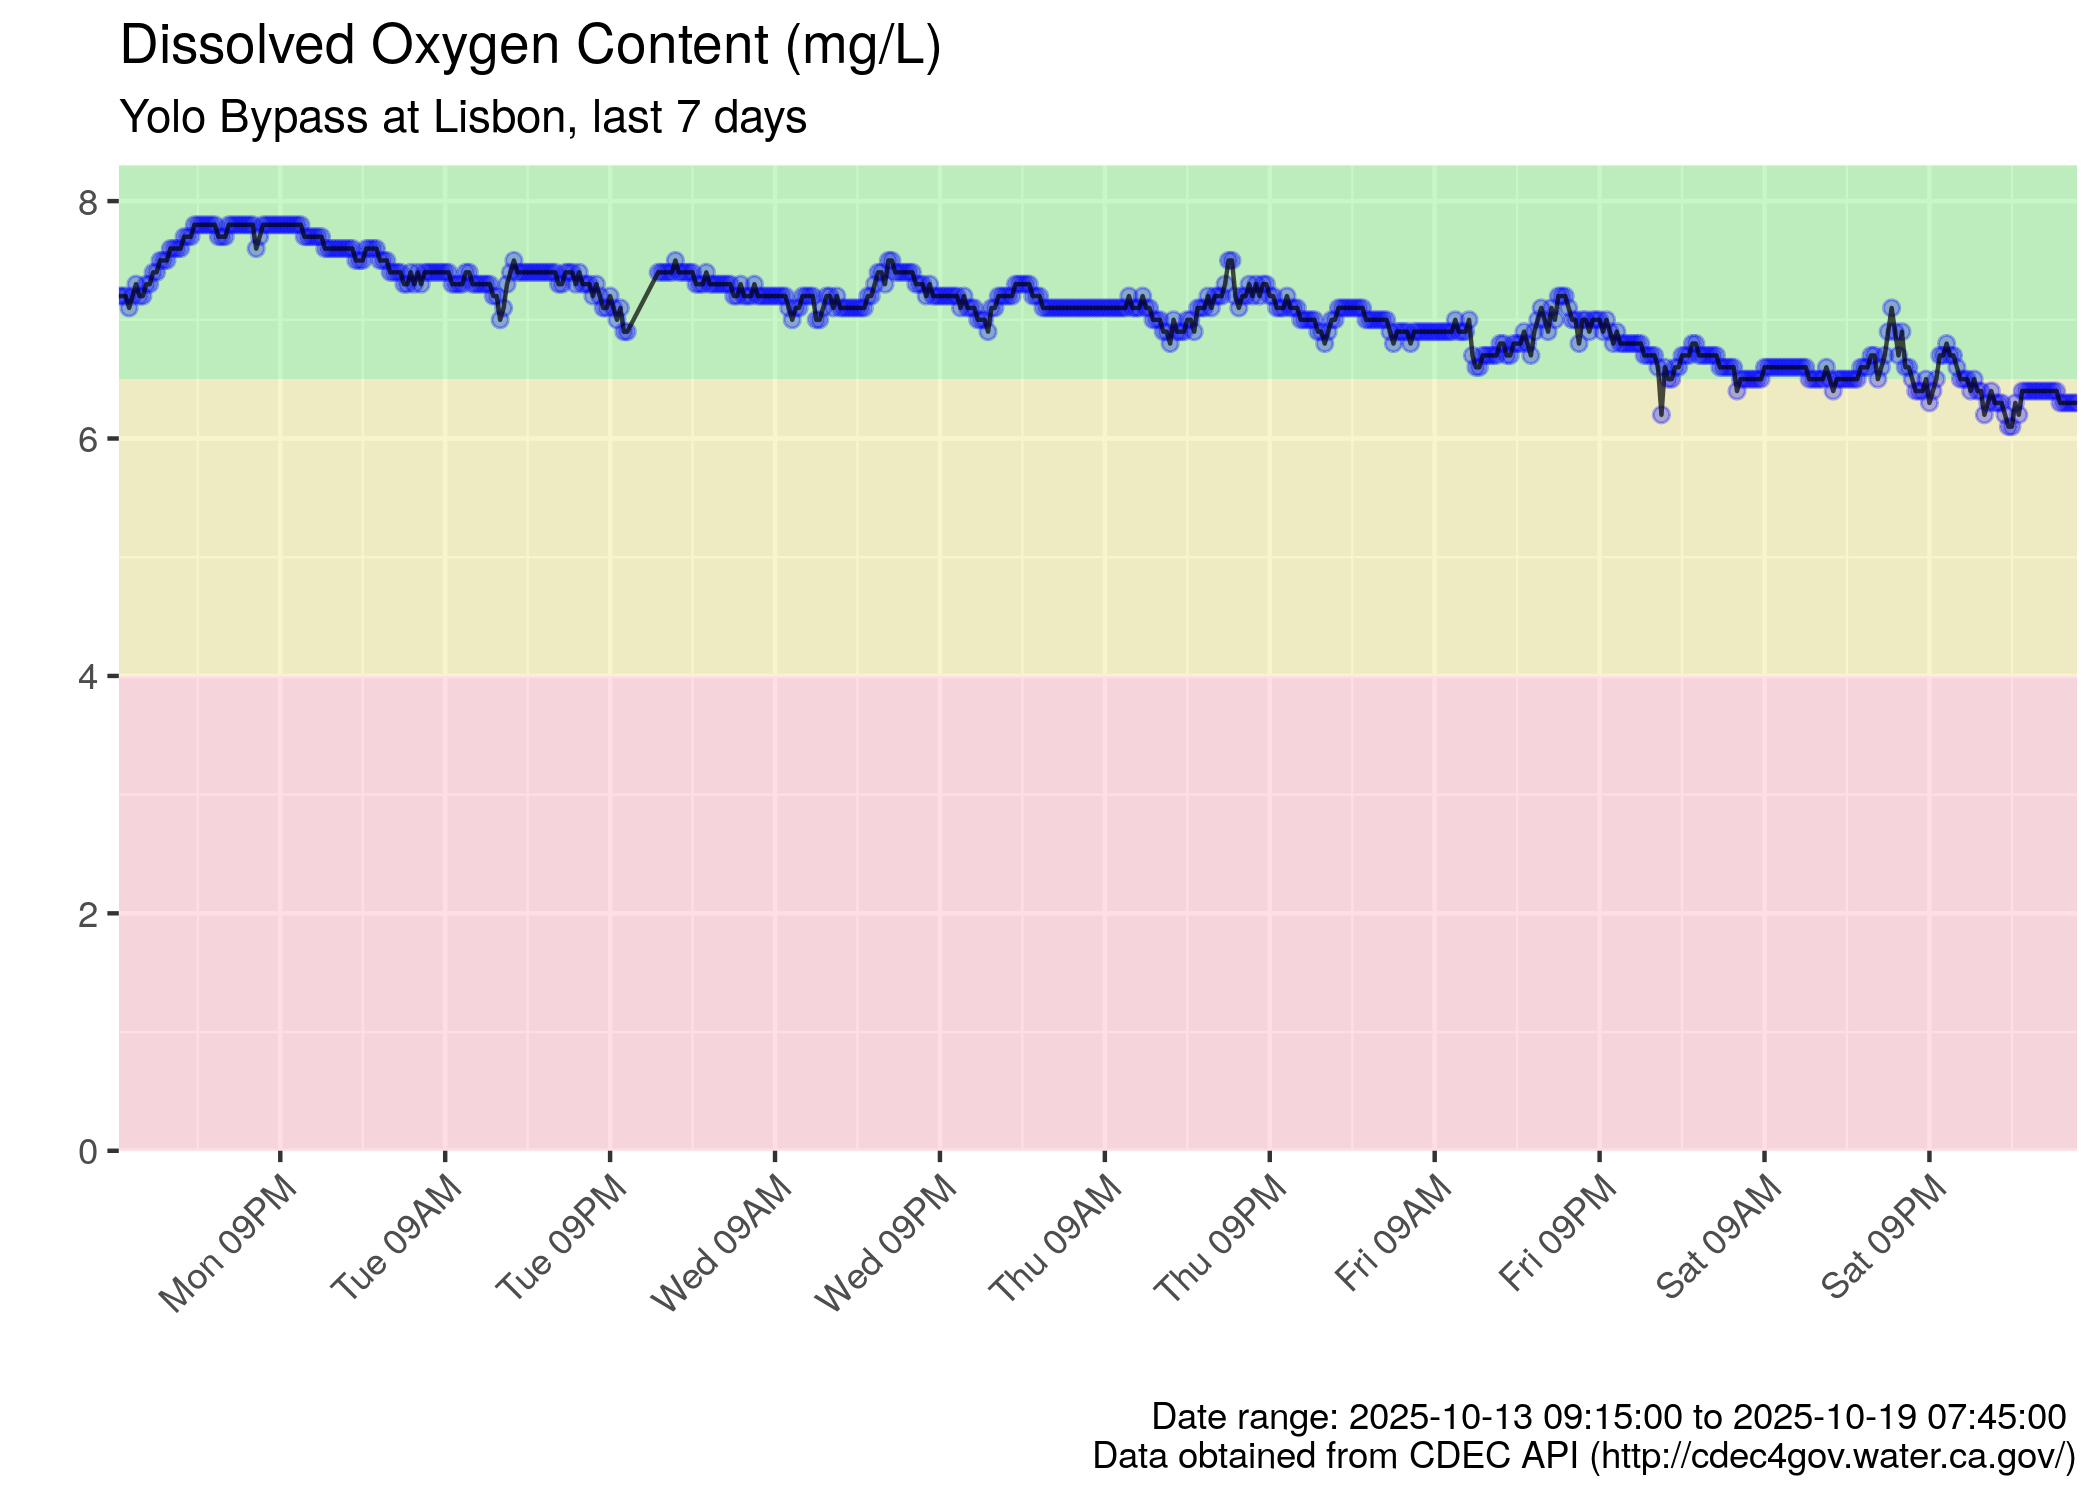 Dissolved Oxygen Content (mg/L)
Yolo Bypass at Lisbon, last 7 days
8
6
4
2
0
Mon 09PM
Tue 09AM
Tue 09PM
Wed 09AM
Wed 09PM
Thu 09AM
Thu 09PM
Fri 09AM
Fri 09PM
Sat 09AM
Sat 09PM
Date range: 2025-10-13 09:15:00 to 2025-10-19 07:45:00
Data obtained from CDEC API (http://cdec4gov.water.ca.gov/)